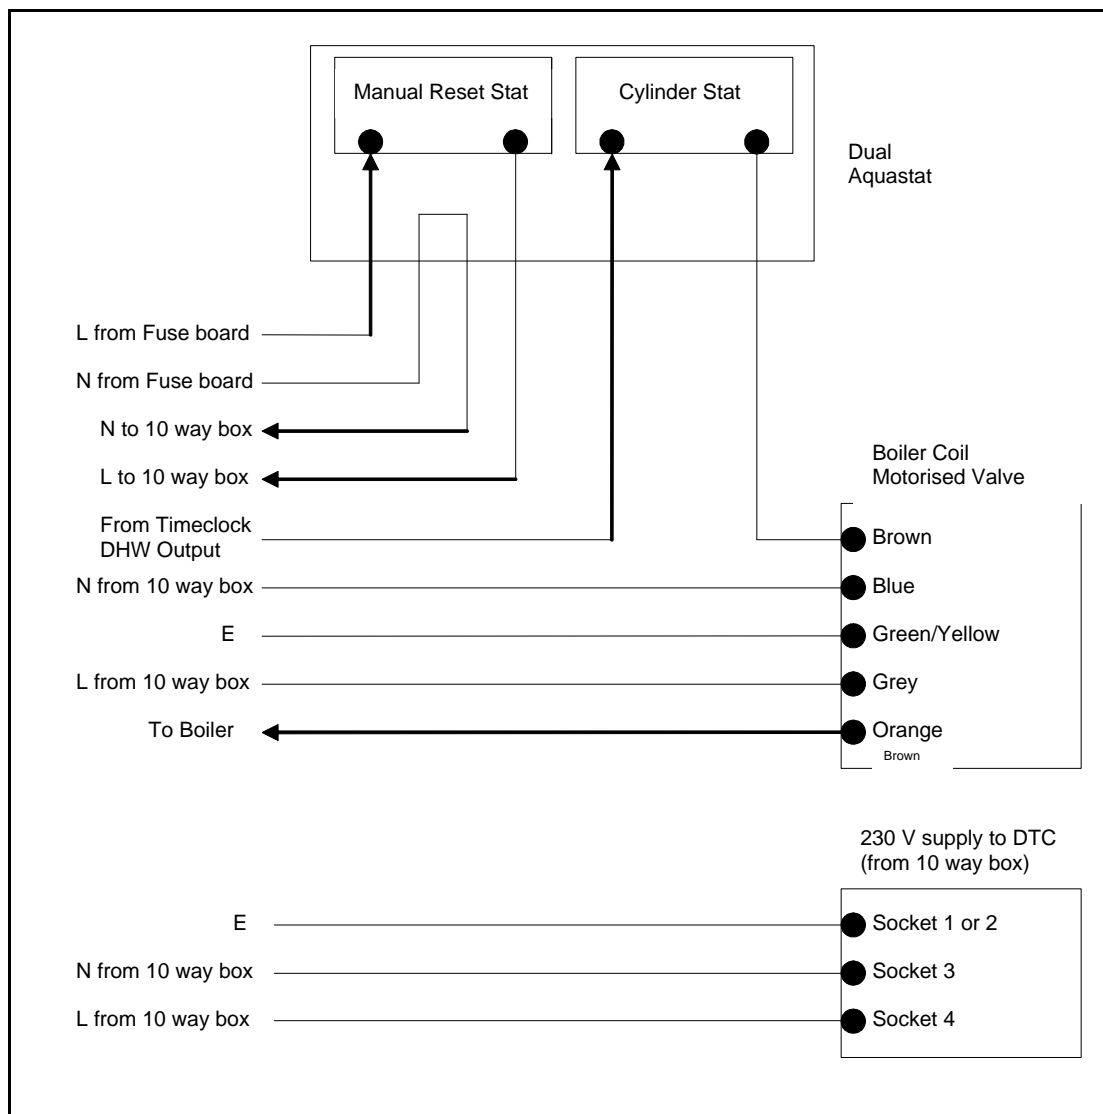 Manual Reset Stat
Cylinder Stat
Dual
Aquastat
L from Fuse board
N from Fuse board
N to 10 way box
L to 10 way box
From Timeclock
DHW Output
N from 10 way box
E
L from 10 way box
To Boiler
Boiler Coil
Motorised Valve
Brown
Blue
Green/Yellow
Grey
Orange
Brown
230 V supply to DTC
(from 10 way box)
E
Socket 1 or 2
N from 10 way box
Socket 3
L from 10 way box
Socket 4